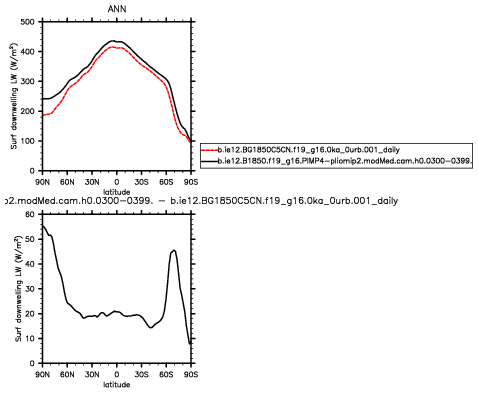 ANN
500
400
300
200
100
0
Surf downwelling LW (W/m²)
90N 60N 30N 0 30S 60S 90S
latitude
b.ie12.BG1850C5CN.f19_g16.0ka_0urb.001_daily
b.ie12.B1850.f19_g16.PIMP4-pliomip2.modMed.cam.h0.0300-0399.
p2.modMed.cam.h0.0300-0399. - b.ie12.BG1850C5CN.f19_g16.0ka_0urb.001_daily
60
50
40
30
20
10
0
Surf downwelling LW (W/m²)
90N 60N 30N 0 30S 60S 90S
latitude